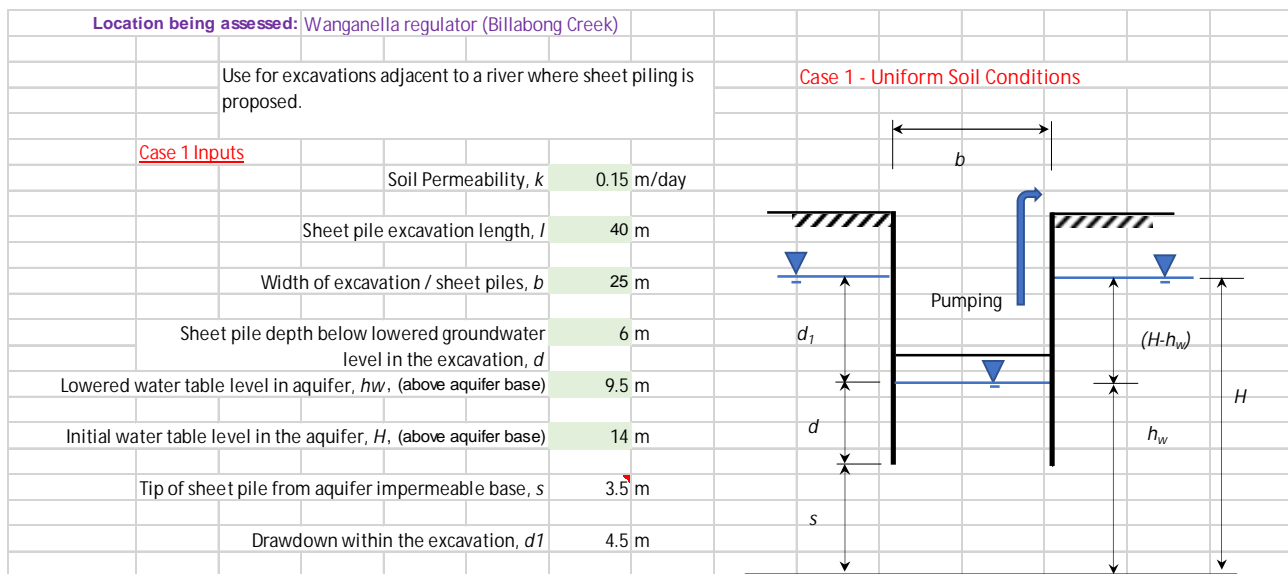 Location being assessed: Wanganella regulator (Billabong Creek)
Use for excavations adjacent to a river where sheet piling is
proposed.
Case 1 - Uniform Soil Conditions
Case 1 Inputs
b
Soil Permeability, k 0.15 m/day
Sheet pile excavation length, l 40 m
Width of excavation / sheet piles, b 25 m
Pumping
Sheet pile depth below lowered groundwater 6 m
level in the excavation, d
d1
(H-hw)
Lowered water table level in aquifer, hw, (above aquifer base) 9.5 m
H
Initial water table level in the aquifer, H, (above aquifer base) 14 m
d
hw
Tip of sheet pile from aquifer impermeable base, s 3.5 m
s
Drawdown within the excavation, d1 4.5 m